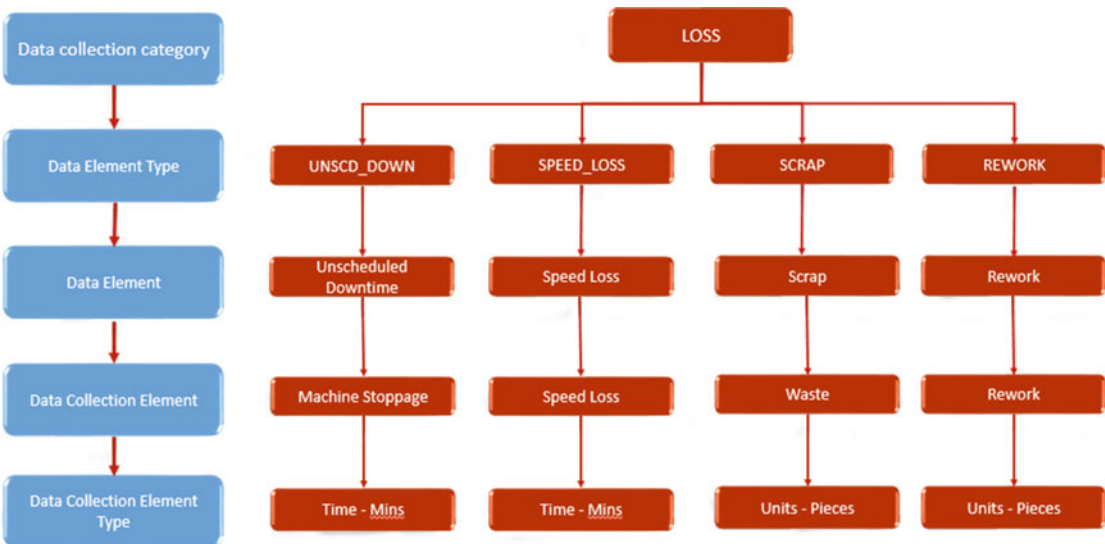 Data collection category
LOSS
Data Element Type
UNSCD_DOWN
SPEED_LOSS
SCRAP
REWORK
Data Element
Unscheduled
Downtime
Speed Loss
Scrap
Rework
Data Collection Element
Machine Stoppage
Speed Loss
Waste
Rework
Data Collection Element
Type
Time - Mins
Time - Mins
Units - Pieces
Units - Pieces